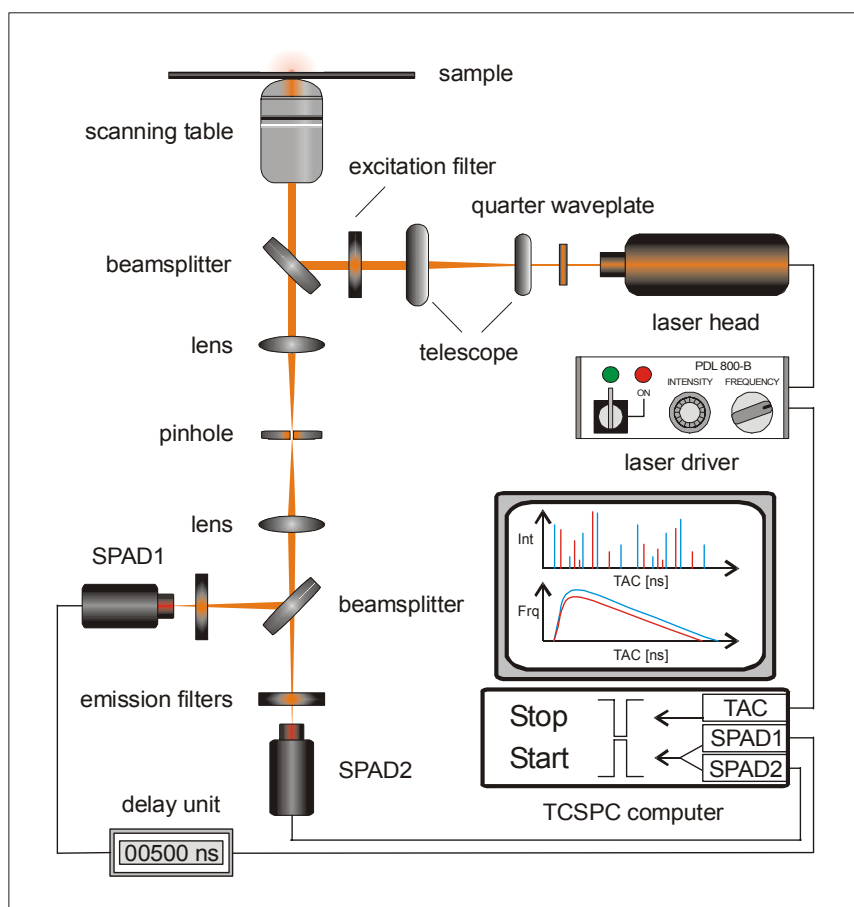 sample
scanning table
excitation filter
quarter waveplate
beamsplitter
laser head
lens
telescope
PDL 800-B
INTENSITY FREQUENCY
ON
pinhole
laser driver
lens
Int
TAC [ns]
SPAD1
beamsplitter
Frq
TAC [ns]
emission filters
Stop
TAC
SPAD1
Start
SPAD2
SPAD2
TCSPC computer
delay unit
00500 ns